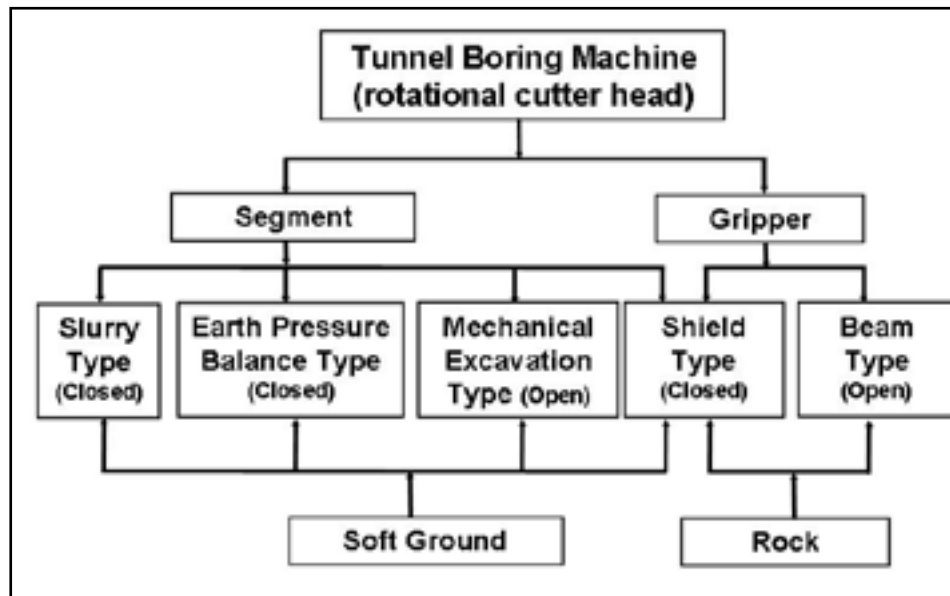 Tunnel Boring Machine
(rotational cutter head)
Segment
Gripper
Slurry
Type
(Closed)
Earth Pressure
Balance Type
(Closed)
Mechanical
Excavation
Type (Open)
Shield
Type
(Closed)
Beam
Type
(Open)
Soft Ground
Rock